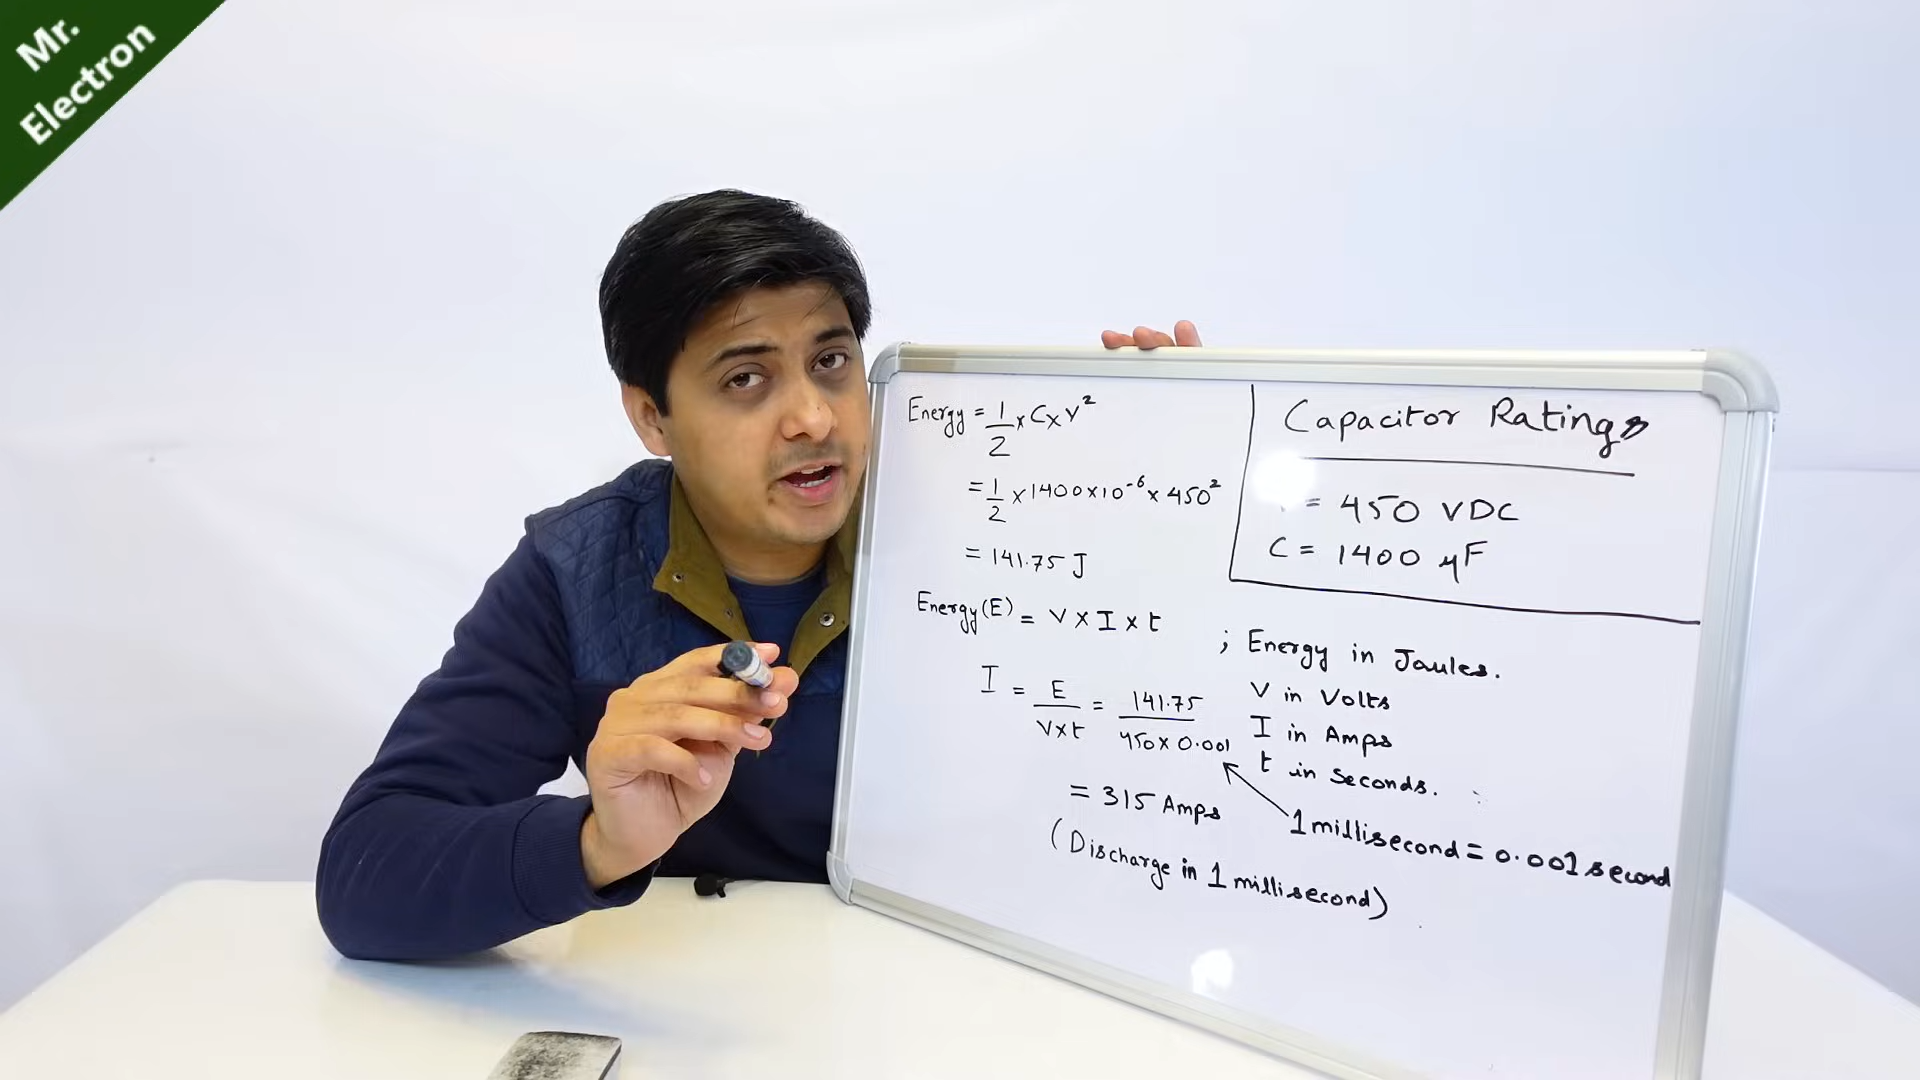 Mr.
Electron
Energy = 1/2 x C x V²
= 1/2 x 1400 x 10⁻⁶ x 450²
= 141.75 J
Energy (E) = V x I x t
I = E / V x t = 141.75 / 450 x 0.001
= 315 Amps
(Discharge in 1 millisecond)
Capacitor Ratings
= 450 VDC
C = 1400 μF
; Energy in Jaules.
V in Volts
I in Amps
t in seconds.
1 millisecond = 0.001 second